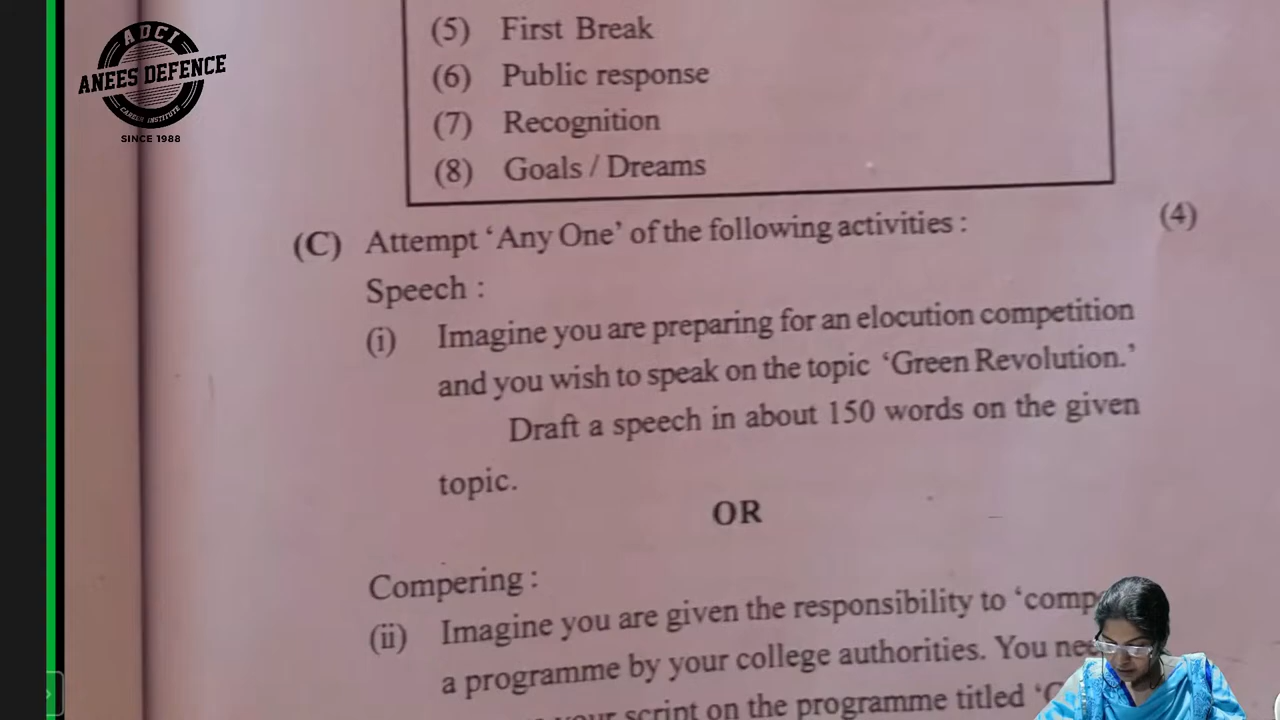 ADCI
ANEES DEFENCE
CAREER INSTITUTE
SINCE 1988
(5) First Break
(6) Public response
(7) Recognition
(8) Goals / Dreams
(C) Attempt ‘Any One’ of the following activities : (4)
Speech :
(i) Imagine you are preparing for an elocution competition
and you wish to speak on the topic ‘Green Revolution.’
Draft a speech in about 150 words on the given
topic.
OR
Compering :
(ii) Imagine you are given the responsibility to
a programme by your college authorities. You
script on the programme titled